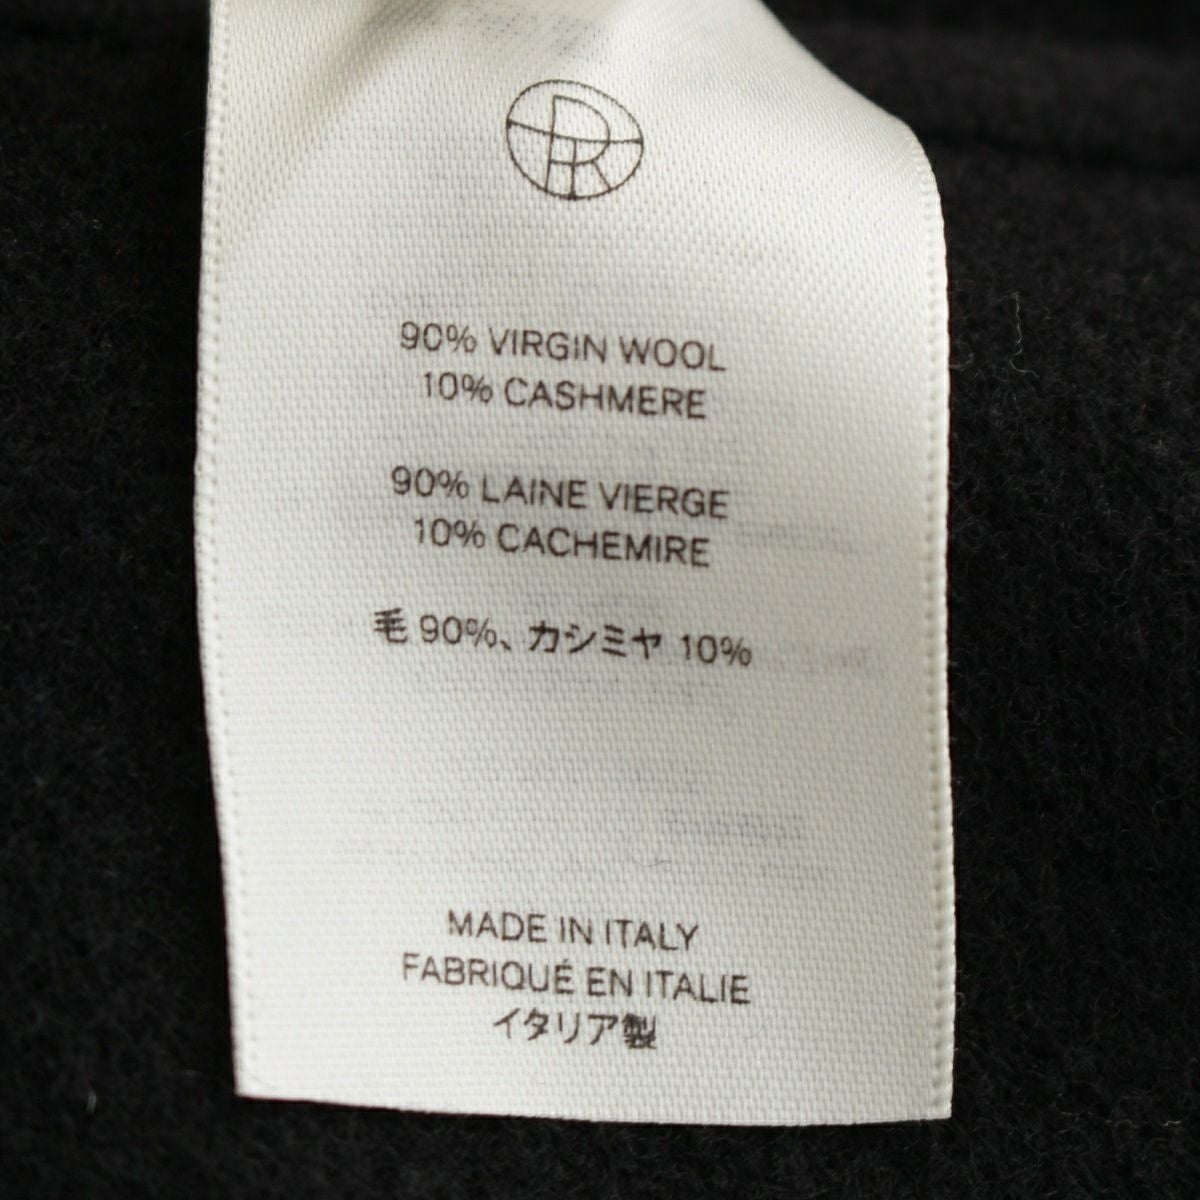 90% VIRGIN WOOL
10% CASHMERE
90% LAINE VIERGE
10% CACHEMIRE
毛 90%、カシミヤ 10%
MADE IN ITALY
FABRIQUÉ EN ITALIE
イタリア製